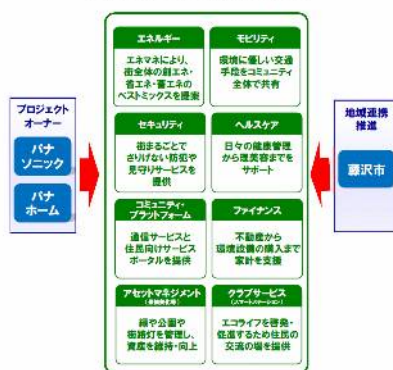 プロジェクト
オーナー
パナ
ソニック
パナ
ホーム
エネルギー
エネマネにより、
街全体の創エネ・
省エネ・蓄エネの
ベストミックスを提案
モビリティ
環境に優しい交通
手段をコミュニティ
全体で共有
セキュリティ
街まるごとで
さりげない防犯や
見守りサービスを
提供
ヘルスケア
日々の健康管理
から理美容までを
サポート
コミュニティ・
プラットフォーム
通信サービスと
住民向けサービス
ポータルを提供
ファイナンス
不動産から
環境設備の購入まで
家計を支援
アセットマネジメント
緑や公園や
街路灯を管理し、
資産を維持・向上
クラブサービス
(スマートステーション)
エコライフを啓発・
促進するため住民の
交流の場を提供
地域連携
推進
藤沢市